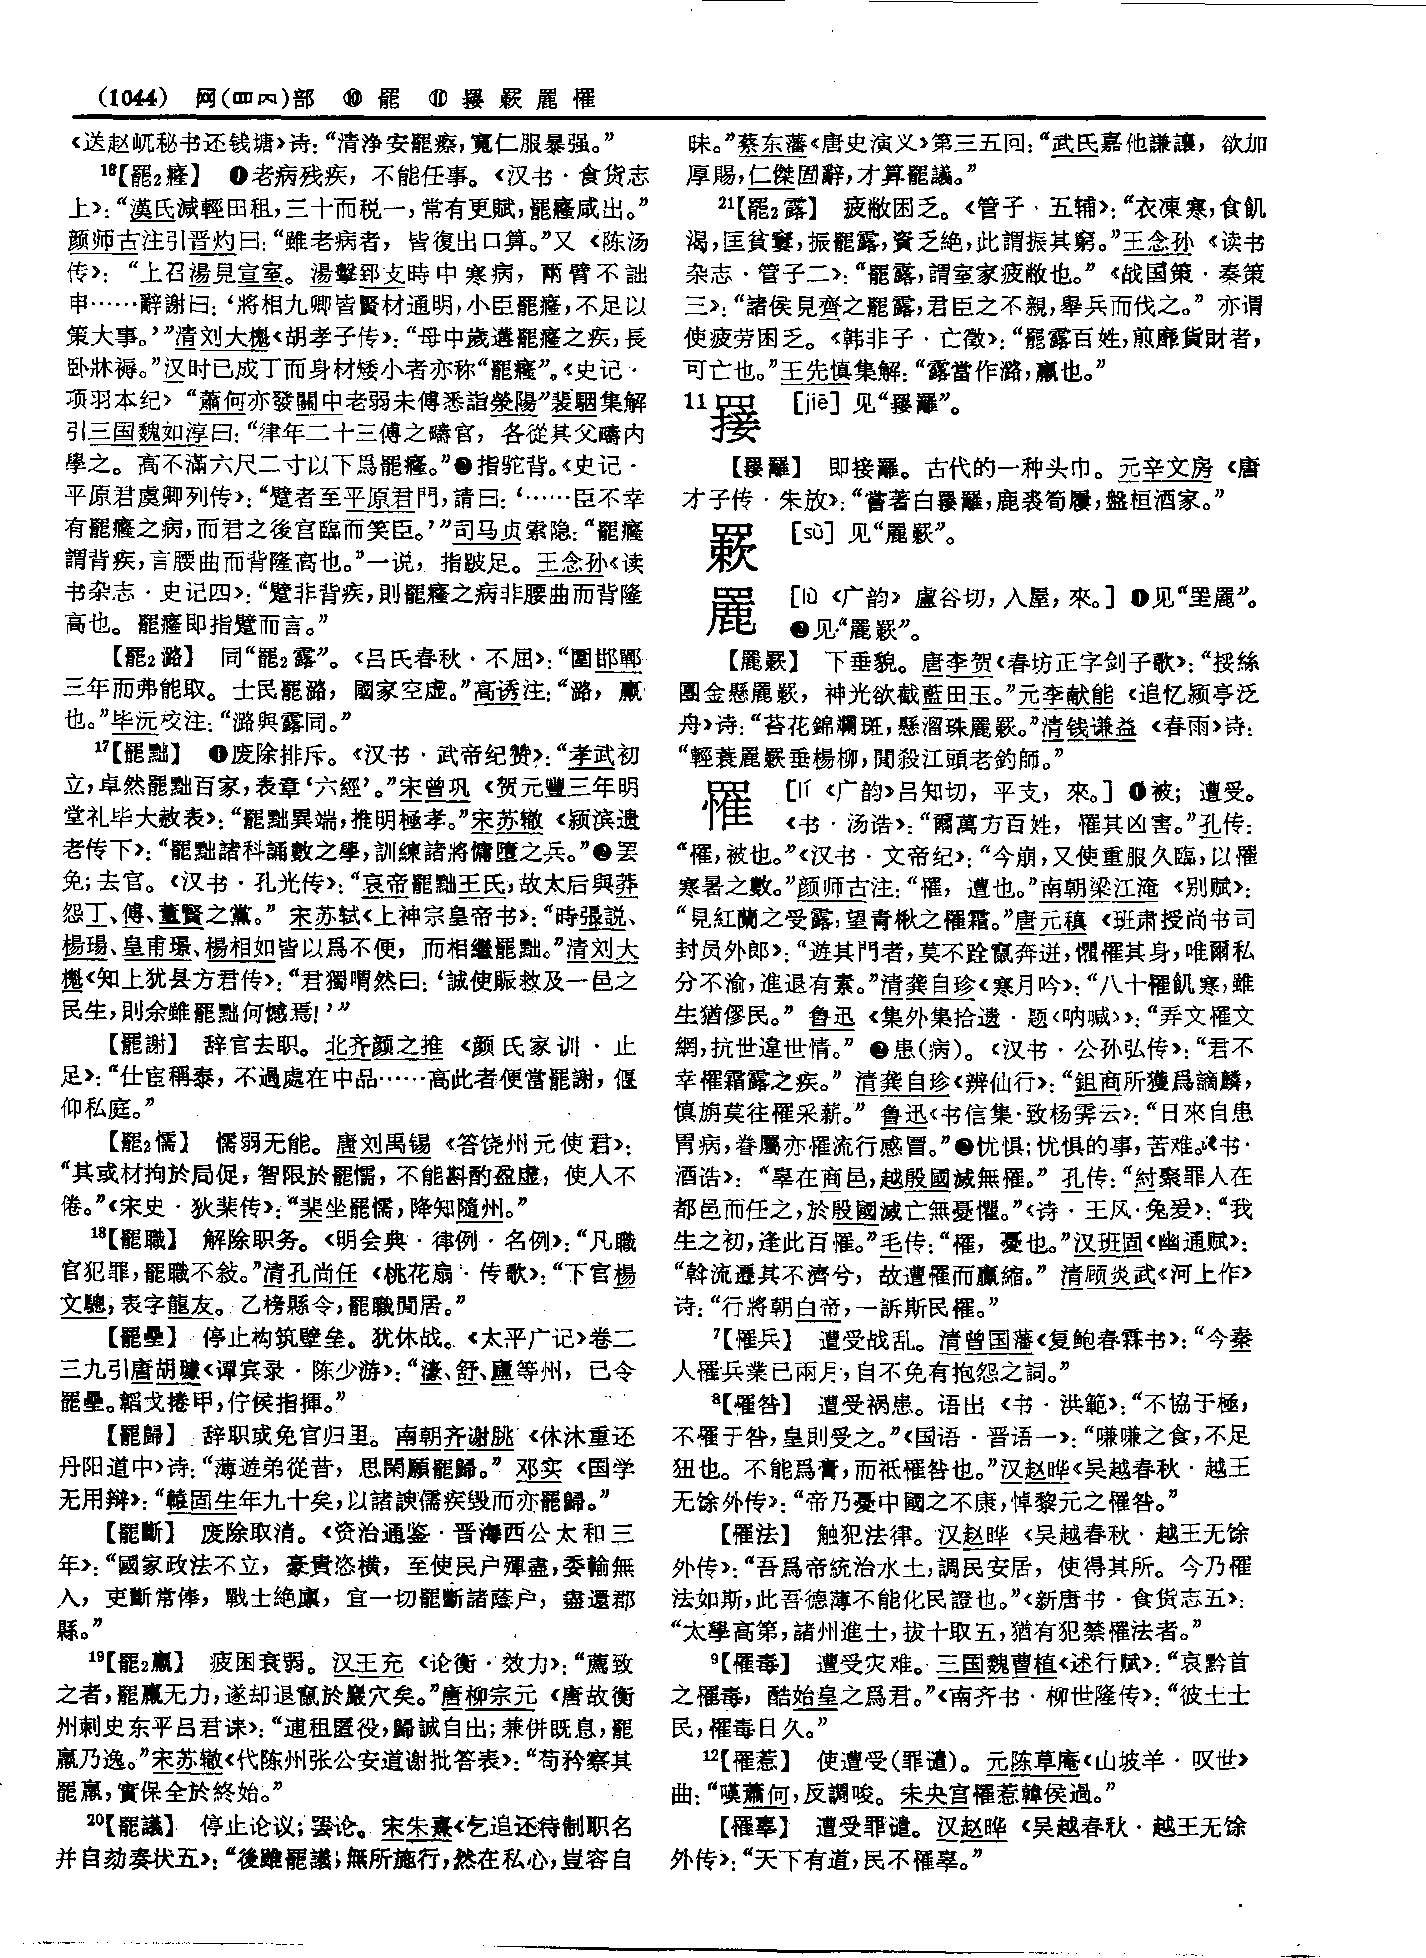 （1044） 网（罒㓁）部 ⑩ 罷 ⑪ 䍉 䍛 罷 罹
《送赵㞩秘书还钱塘》诗：“清净安罷瘵，寬仁服暴强。”
18【罷2癃】 ❶老病残疾，不能任事。《汉书·食货志
上》：“漢氏減輕田租，三十而税一，常有更賦，罷癃咸出。”
颜师古注引晋灼曰：“雖老病者，皆復出口算。”又《陈汤
传》：“上召湯見宣室。湯擊郅支時中寒病，兩臂不詘
申……辭謝曰：‘將相九卿皆賢材通明，小臣罷癃，不足以
策大事。’”清刘大櫆《胡孝子传》：“母中歲遘罷癃之疾，長
卧牀褥。”汉时已成丁而身材矮小者亦称“罷癃”。《史记·
项羽本纪》“蕭何亦發關中老弱未傅悉詣滎陽”裴駰集解
引三国魏如淳曰：“律年二十三傅之疇官，各從其父疇内
學之。高不滿六尺二寸以下爲罷癃。”❷指驼背。《史记·
平原君虞卿列传》：“躄者至平原君門，請曰：‘……臣不幸
有罷癃之病，而君之後宫臨而笑臣。’”司马贞索隐：“罷癃
謂背疾，言腰曲而背隆高也。”一说，指跛足。王念孙《读
书杂志·史记四》：“躄非背疾，則罷癃之病非腰曲而背隆
高也。罷癃即指躄而言。”
【罷2潞】 同“罷2露”。《吕氏春秋·不屈》：“圍邯鄲
三年而弗能取。士民罷潞，國家空虚。”高诱注：“潞，羸
也。”毕沅校注：“潞與露同。”
17【罷黜】 ❶废除排斥。《汉书·武帝纪赞》：“孝武初
立，卓然罷黜百家，表章‘六經’。”宋曾巩《贺元豐三年明
堂礼毕大赦表》：“罷黜異端，推明極孝。”宋苏辙《颍滨遗
老传下》：“罷黜諸科誦數之學，訓練諸將慵墮之兵。”❷罢
免；去官。《汉书·孔光传》：“哀帝罷黜王氏，故太后與莽
怨丁、傅、董賢之黨。”宋苏轼《上神宗皇帝书》：“時張説、
楊瑒、皇甫璟、楊相如皆以爲不便，而相繼罷黜。”清刘大
櫆《知上犹县方君传》：“君獨喟然曰：‘誠使賑救及一邑之
民生，則余雖罷黜何憾焉！’”
【罷謝】 辞官去职。北齐颜之推《颜氏家训·止
足》：“仕宦稱泰，不過處在中品……高此者便當罷謝，偃
仰私庭。”
【罷2懦】 懦弱无能。唐刘禹锡《答饶州元使君》：
“其或材拘於局促，智限於罷懦，不能斟酌盈虚，使人不
倦。”《宋史·狄棐传》：“棐坐罷懦，降知隨州。”
18【罷職】 解除职务。《明会典·律例·名例》：“凡職
官犯罪，罷職不敍。”清孔尚任《桃花扇·传歌》：“下官楊
文驄，表字龍友。乙榜縣令，罷職閒居。”
【罷壘】 停止构筑壁垒。犹休战。《太平广记》卷二
三九引唐胡璩《谭宾录·陈少游》：“濠、舒、廬等州，已令
罷壘。韜戈捲甲，佇候指揮。”
【罷歸】 辞职或免官归里。南朝齐谢朓《休沐重还
丹阳道中》诗：“薄遊弟從昔，思閑願罷歸。”邓实《国学
无用辩》：“轅固生年九十矣，以諸諛儒疾毁而亦罷歸。”
【罷斷】 废除取消。《资治通鉴·晋海西公太和三
年》：“國家政法不立，豪貴恣横，至使民户殫盡，委輸無
入，吏斷常俸，戰士絶廪，宜一切罷斷諸蔭户，盡還郡
縣。”
19【罷2羸】 疲困衰弱。汉王充《论衡·效力》：“薦致
之者，罷羸无力，遂却退竄於巖穴矣。”唐柳宗元《唐故衡
州刺史东平吕君诔》：“逋租匿役，歸誠自出；兼併既息，罷
羸乃逸。”宋苏辙《代陈州张公安道谢批答表》：“苟矜察其
罷羸，實保全於終始。”
20【罷議】 停止论议；罢论。宋朱熹《乞追还待制职名
并自劾奏状五》：“後雖罷議，無所施行，然在私心，豈容自
昧。”蔡东藩《唐史演义》第三五回：“武氏嘉他謙讓，欲加
厚賜，仁傑固辭，才算罷議。”
21【罷2露】 疲敝困乏。《管子·五辅》：“衣凍寒，食飢
渴，匡貧窶，振罷露，資乏絶，此謂振其窮。”王念孙《读书
杂志·管子二》：“罷露，謂室家疲敝也。”《战国策·秦策
三》：“諸侯見齊之罷露，君臣之不親，舉兵而伐之。”亦谓
使疲劳困乏。《韩非子·亡徵》：“罷露百姓，煎靡貨財者，
可亡也。”王先慎集解：“露當作潞，羸也。”
11 䍉 ［jiē］ 见“䍉䍦”。
【䍉䍦】 即接䍦。古代的一种头巾。元辛文房《唐
才子传·朱放》：“嘗著白䍉䍦，鹿裘筍屨，盤桓酒家。”
䍛 ［sù］ 见“麗䍛”。
［lù 《广韵》盧谷切，入屋，來。］ ❶见“罜䍡”。
❷见“䍡䍛”。
【䍡䍛】 下垂貌。唐李贺《春坊正字剑子歌》：“挼絲
團金懸䍡䍛，神光欲截藍田玉。”元李献能《追忆颍亭泛
舟》诗：“苔花錦斕斑，懸溜珠䍡䍛。”清钱谦益《春雨》诗：
“輕蓑䍡䍛垂楊柳，閒殺江頭老釣師。”
罹 ［lí 《广韵》吕知切，平支，來。］ ❶被；遭受。
《书·汤诰》：“爾萬方百姓，罹其凶害。”孔传：
“罹，被也。”《汉书·文帝纪》：“今崩，又使重服久臨，以罹
寒暑之數。”颜师古注：“罹，遭也。”南朝梁江淹《别赋》：
“見紅蘭之受露，望青楸之罹霜。”唐元稹《班肃授尚书司
封员外郎》：“遊其門者，莫不跧竄奔迸，懼罹其身，唯爾私
分不渝，進退有素。”清龚自珍《寒月吟》：“八十罹飢寒，雖
生猶僇民。”鲁迅《集外集拾遗·题〈呐喊〉》：“弄文罹文
網，抗世違世情。” ❷患(病)。《汉书·公孙弘传》：“君不
幸罹霜露之疾。”清龚自珍《辨仙行》：“鉏商所獲爲謫麟，
慎旃莫往罹采薪。”鲁迅《书信集·致杨霁云》：“日來自患
胃病，眷屬亦罹流行感冒。”❸忧惧；忧惧的事，苦难。《书·
酒诰》：“辜在商邑，越殷國滅無罹。”孔传：“紂聚罪人在
都邑而任之，於殷國滅亡無憂懼。”《诗·王风·兔爰》：“我
生之初，逢此百罹。”毛传：“罹，憂也。”汉班固《幽通赋》：
“斡流遷其不濟兮，故遭罹而羸縮。”清顾炎武《河上作》
诗：“行將朝白帝，一訴斯民罹。”
7【罹兵】 遭受战乱。清曾国藩《复鲍春霖书》：“今秦
人罹兵業已兩月，自不免有抱怨之詞。”
8【罹咎】 遭受祸患。语出《书·洪範》：“不協于極，
不罹于咎，皇則受之。”《国语·晋语一》：“嗛嗛之食，不足
狃也。不能爲膏，而祗罹咎也。”汉赵晔《吴越春秋·越王
无馀外传》：“帝乃憂中國之不康，悼黎元之罹咎。”
【罹法】 触犯法律。汉赵晔《吴越春秋·越王无馀
外传》：“吾爲帝統治水土，調民安居，使得其所。今乃罹
法如斯，此吾德薄不能化民證也。”《新唐书·食货志五》：
“太學高第，諸州進士，拔十取五，猶有犯禁罹法者。”
9【罹毒】 遭受灾难。三国魏曹植《述行赋》：“哀黔首
之罹毒，酷始皇之爲君。”《南齐书·柳世隆传》：“彼土士
民，罹毒日久。”
12【罹惹】 使遭受(罪谴)。元陈草庵《山坡羊·叹世》
曲：“嘆蕭何，反調唆。未央宫罹惹韓侯過。”
【罹辜】 遭受罪谴。汉赵晔《吴越春秋·越王无馀
外传》：“天下有道，民不罹辜。”